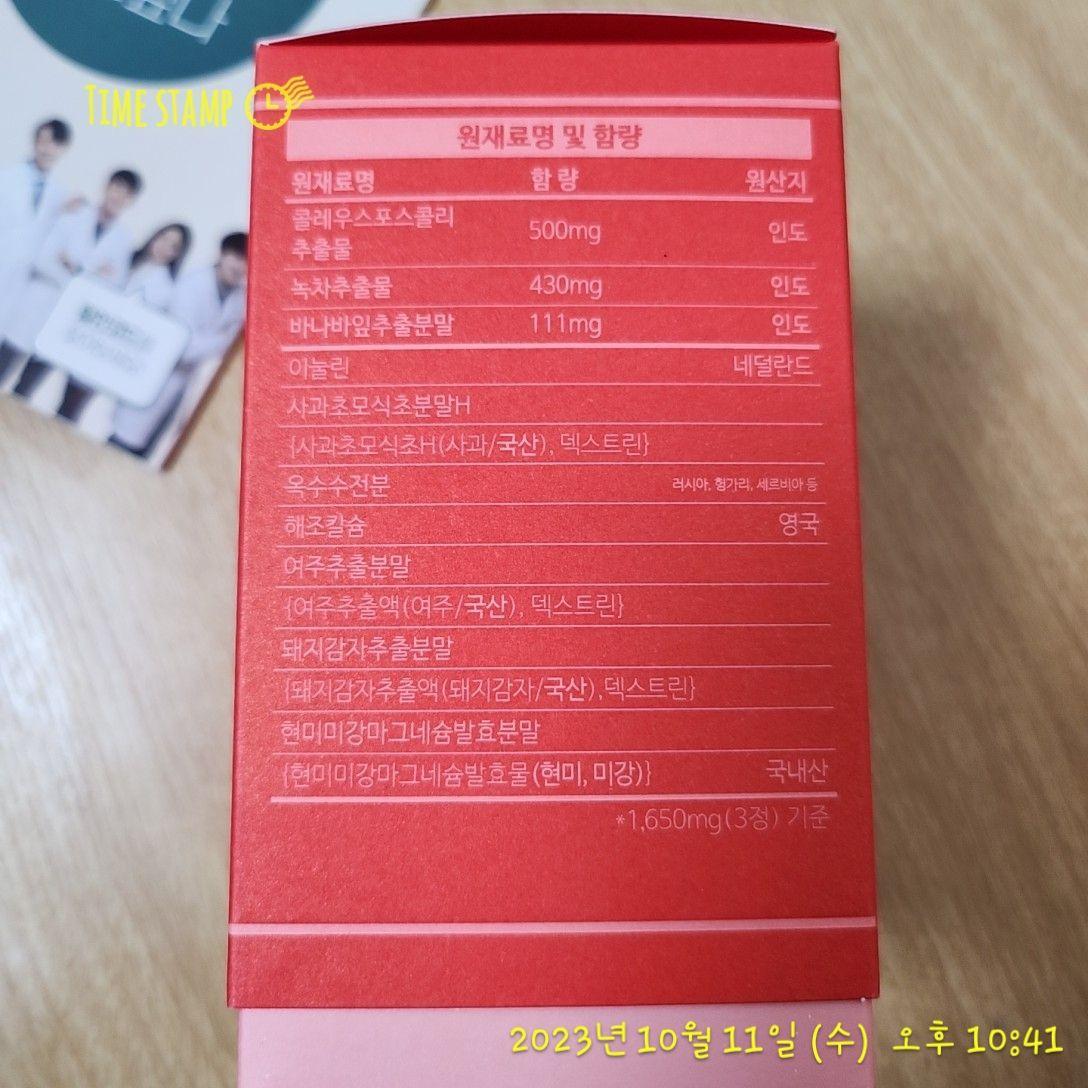 TIME STAMP
원재료명 및 함량
원재료명 함 량 원산지
콜레우스포스콜리
추출물 500mg 인도
녹차추출물 430mg 인도
바나바잎추출분말 111mg 인도
이눌린 네덜란드
사과초모식초분말H
{사과초모식초H(사과/국산), 덱스트린}
옥수수전분 러시아, 헝가리, 세르비아 등
해조칼슘 영국
여주추출분말
{여주추출액(여주/국산), 덱스트린}
돼지감자추출분말
{돼지감자추출액(돼지감자/국산),덱스트린}
현미미강마그네슘발효분말
{현미미강마그네슘발효물(현미, 미강)} 국내산
*1,650mg(3정) 기준
2023년 10월 11일 (수) 오후 10:41